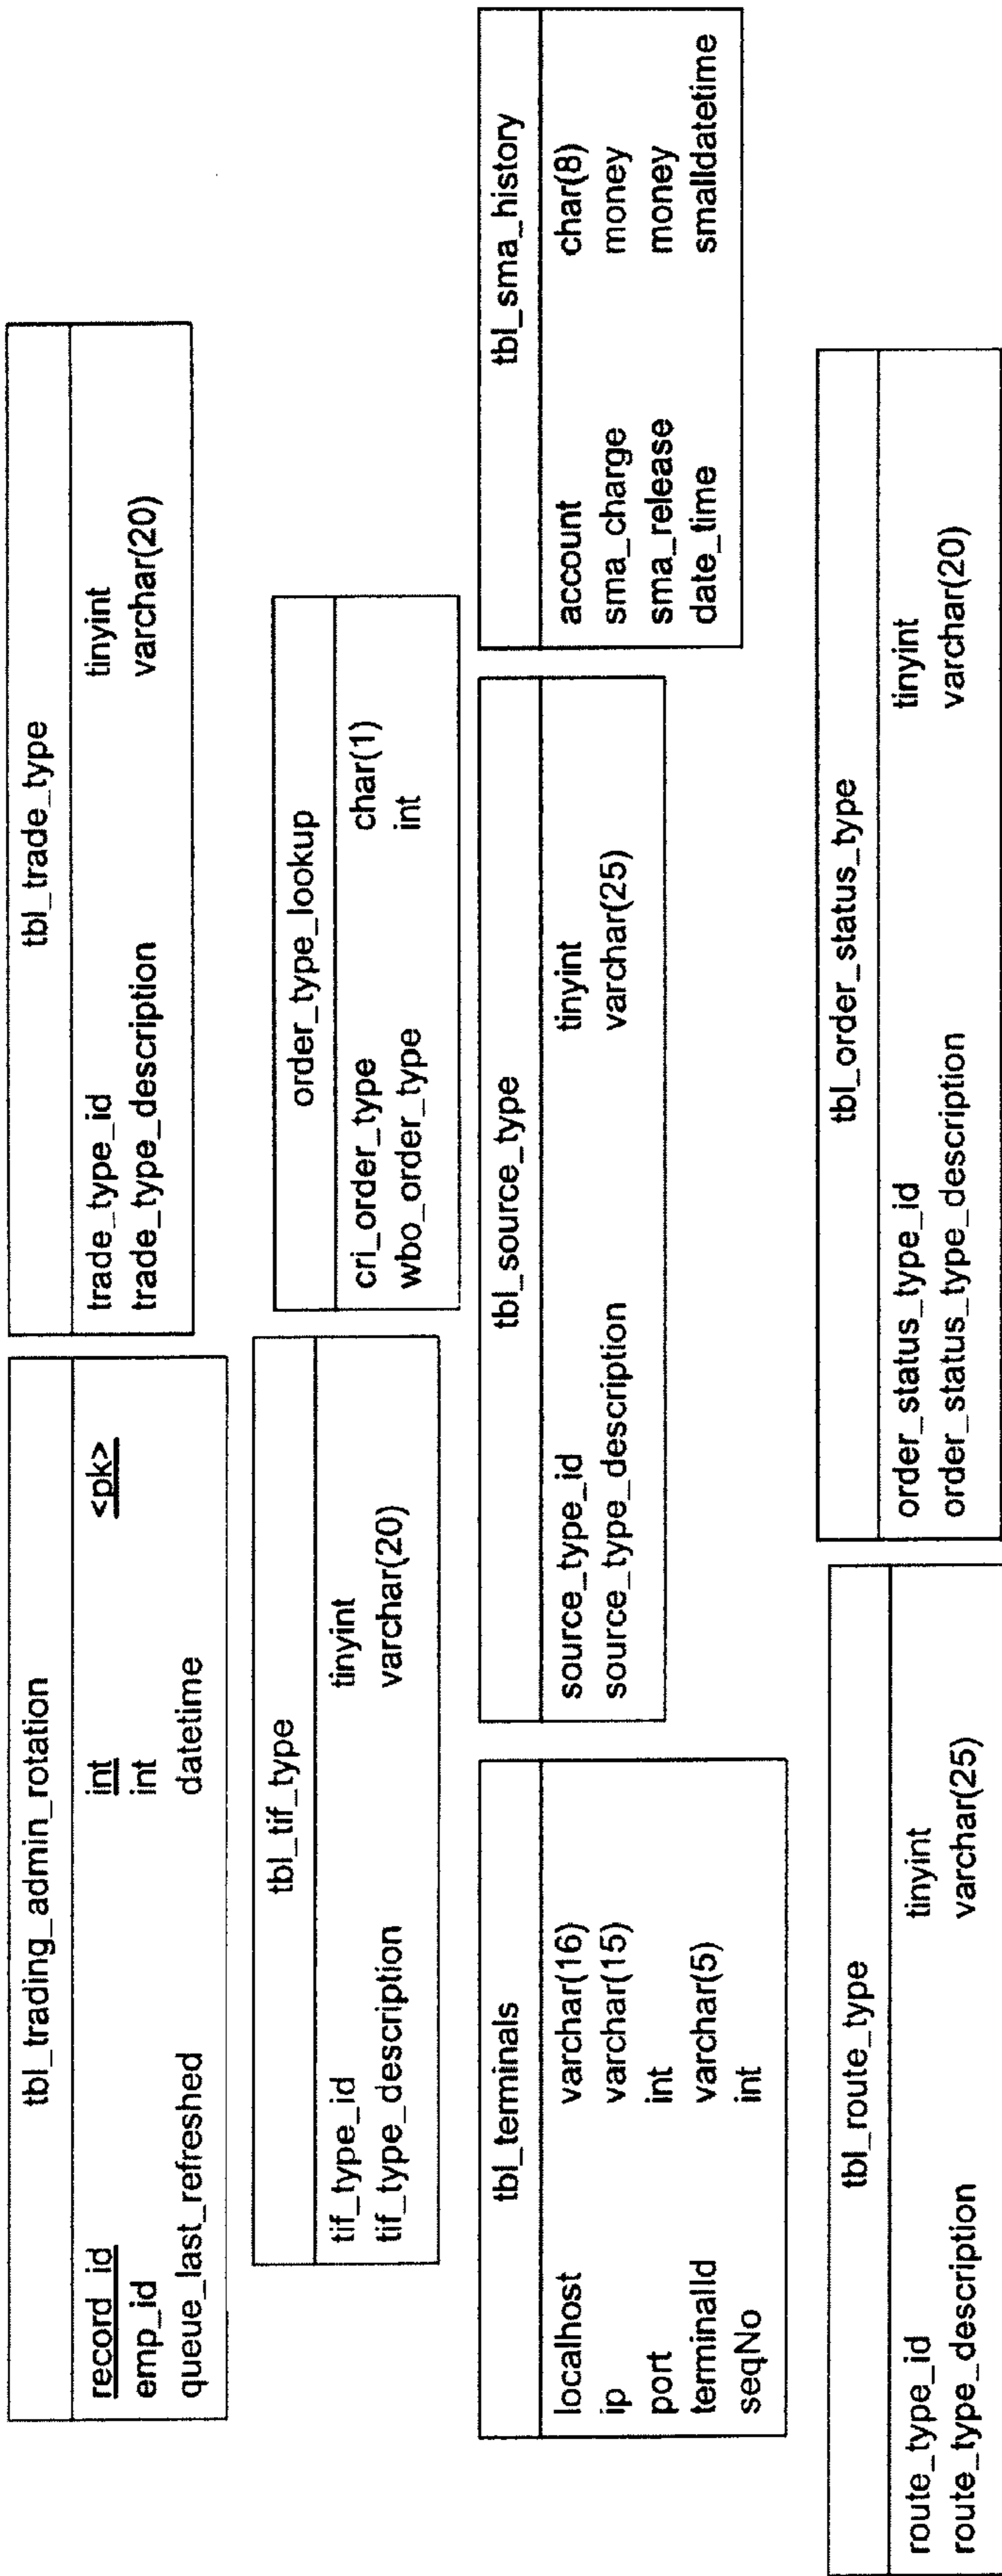 tbl_trading_admin_rotation
record_id int <pk>
emp_id int
queue_last_refreshed datetime
tbl_trade_type
trade_type_id tinyint
trade_type_description varchar(20)
tbl_tif_type
tif_type_id tinyint
tif_type_description varchar(20)
order_type_lookup
cri_order_type char(1)
wbo_order_type int
tbl_terminals
localhost varchar(16)
ip varchar(15)
port int
terminalId varchar(5)
seqNo int
tbl_source_type
source_type_id tinyint
source_type_description varchar(25)
tbl_sma_history
account char(8)
sma_charge money
sma_release money
date_time smalldatetime
tbl_route_type
route_type_id tinyint
route_type_description varchar(25)
tbl_order_status_type
order_status_type_id tinyint
order_status_type_description varchar(20)